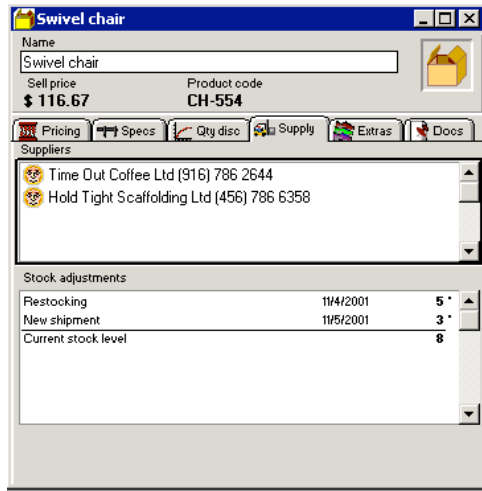 Swivel chair
Name
Swivel chair
Sell price Product code
$ 116.67 CH-554
Pricing Specs Qty disc Supply Extras Docs
Suppliers
Time Out Coffee Ltd (916) 786 2644
Hold Tight Scaffolding Ltd (456) 786 6358
Stock adjustments
Restocking 11/4/2001 5 *
New shipment 11/5/2001 3 *
Current stock level 8